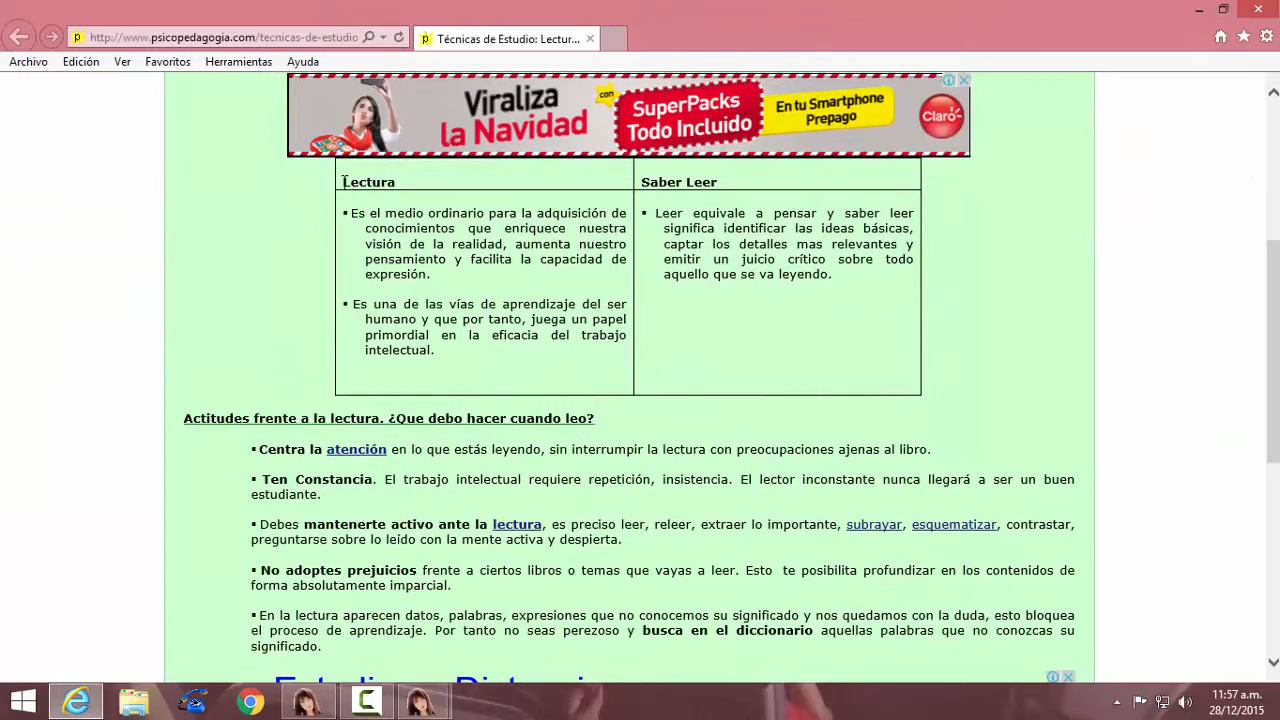 http://www.psicopedagogia.com/tecnicas-de-estudio
Técnicas de Estudio: Lectur...
Archivo Edición Ver Favoritos Herramientas Ayuda
Viraliza
la Navidad
con
SuperPacks
Todo Incluido
En tu Smartphone
Prepago
Claro
Lectura
▪ Es el medio ordinario para la adquisición de
conocimientos que enriquece nuestra
visión de la realidad, aumenta nuestro
pensamiento y facilita la capacidad de
expresión.
▪ Es una de las vías de aprendizaje del ser
humano y que por tanto, juega un papel
primordial en la eficacia del trabajo
intelectual.
Saber Leer
▪ Leer equivale a pensar y saber leer
significa identificar las ideas básicas,
captar los detalles mas relevantes y
emitir un juicio crítico sobre todo
aquello que se va leyendo.
Actitudes frente a la lectura. ¿Que debo hacer cuando leo?
▪ Centra la atención en lo que estás leyendo, sin interrumpir la lectura con preocupaciones ajenas al libro.
▪ Ten Constancia. El trabajo intelectual requiere repetición, insistencia. El lector inconstante nunca llegará a ser un buen
estudiante.
▪ Debes mantenerte activo ante la lectura, es preciso leer, releer, extraer lo importante, subrayar, esquematizar, contrastar,
preguntarse sobre lo leído con la mente activa y despierta.
▪ No adoptes prejuicios frente a ciertos libros o temas que vayas a leer. Esto te posibilita profundizar en los contenidos de
forma absolutamente imparcial.
▪ En la lectura aparecen datos, palabras, expresiones que no conocemos su significado y nos quedamos con la duda, esto bloquea
el proceso de aprendizaje. Por tanto no seas perezoso y busca en el diccionario aquellas palabras que no conozcas su
significado.
11:57 a.m.
28/12/2015